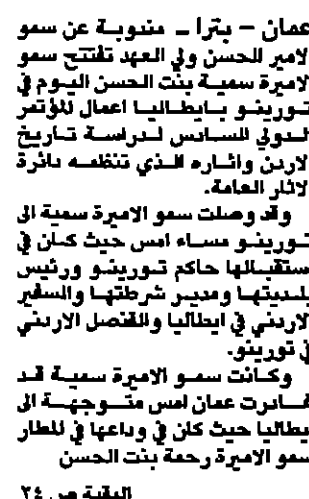 عمان – بترا – مندوبة عن سمو
الامير الحسن ولي العهد تفتتح سمو
الاميرة سمية بنت الحسن اليوم في
تورينو بايطاليا اعمال المؤتمر
الدولي السادس لدراسة تاريخ
الاردن واثاره الذي تنظمه دائرة
الاثار العامة.
وقد وصلت سمو الاميرة سمية الى
تورينو مساء امس حيث كان في
ستقبالها حاكم تورينو ورئيس
بلديتها ومدير شرطتها والسفير
الاردني في ايطاليا والقنصل الاردني
في تورينو.
وكانت سمو الاميرة سمية قد
غادرت عمان امس متوجهة الى
يطاليا حيث كان في وداعها في المطار
سمو الاميرة رحمة بنت الحسن
البقية ص ٢٤